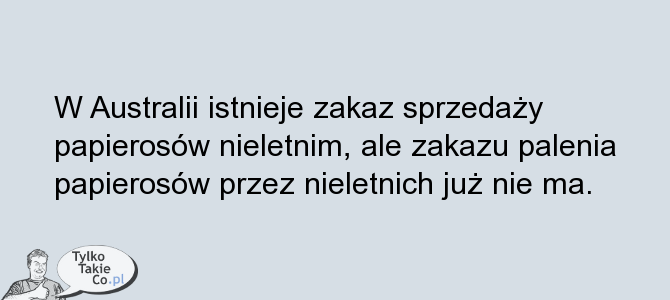 W Australii istnieje zakaz sprzedaży
papierosów nieletnim, ale zakazu palenia
papierosów przez nieletnich już nie ma.
Tylko
Takie
Co.pl